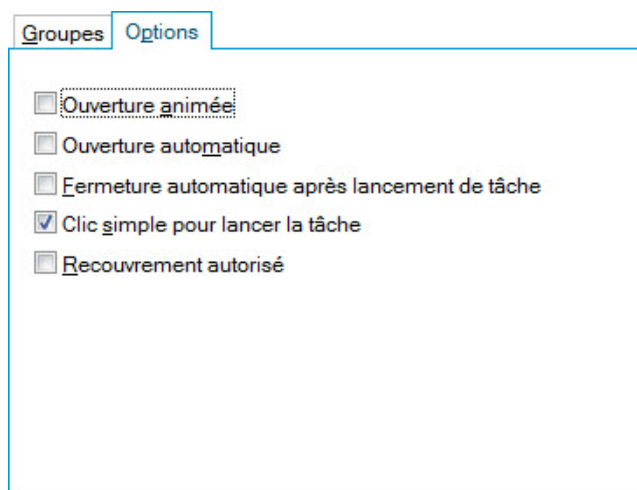 Groupes Options
Ouverture animée
Ouverture automatique
Fermeture automatique après lancement de tâche
Clic simple pour lancer la tâche
Recouvrement autorisé